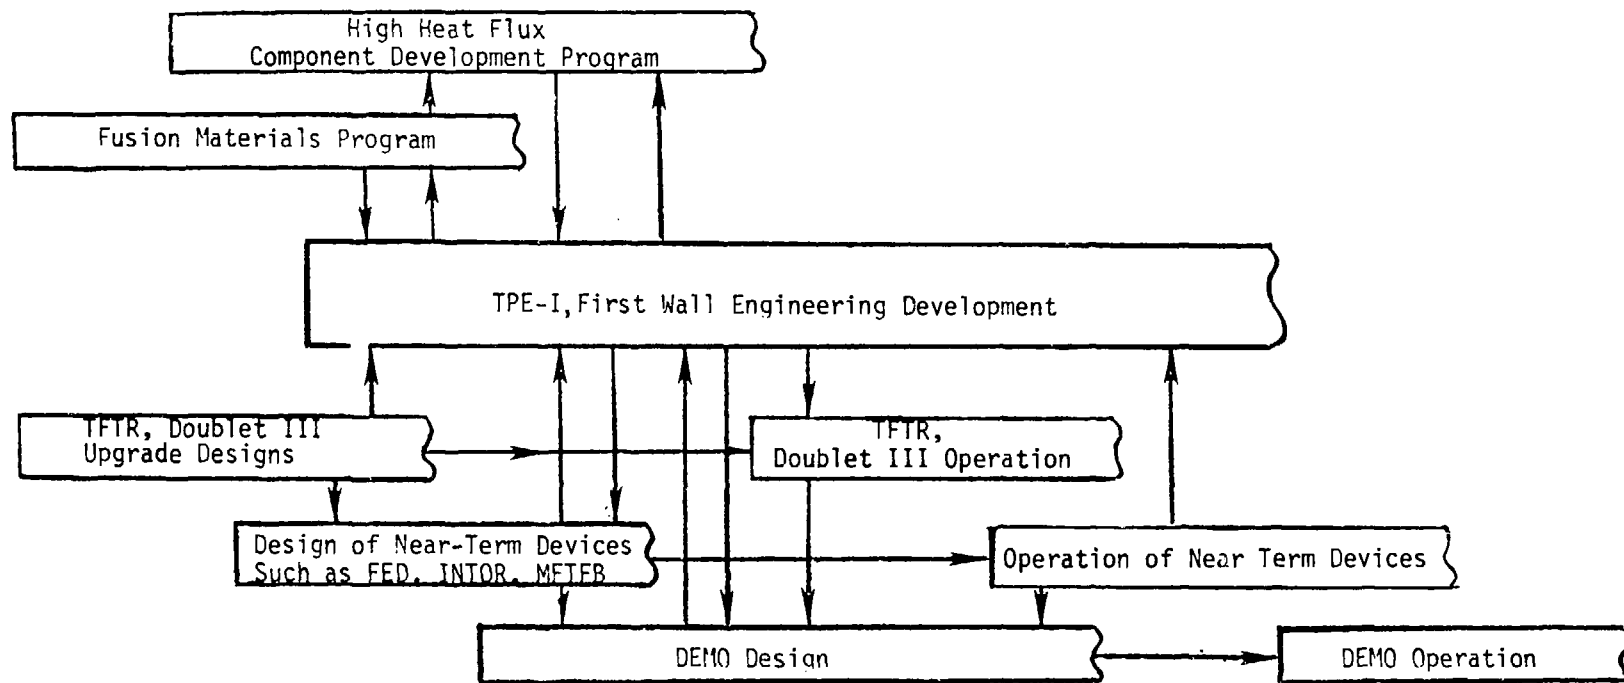 High Heat Flux
Component Development Program
Fusion Materials Program
TPE-I, First Wall Engineering Development
TFTR, Doublet III
Upgrade Designs
TFTR,
Doublet III Operation
Design of Near-Term Devices
Such as FED, INTOR, MFTFB
Operation of Near Term Devices
DEMO Design
DEMO Operation